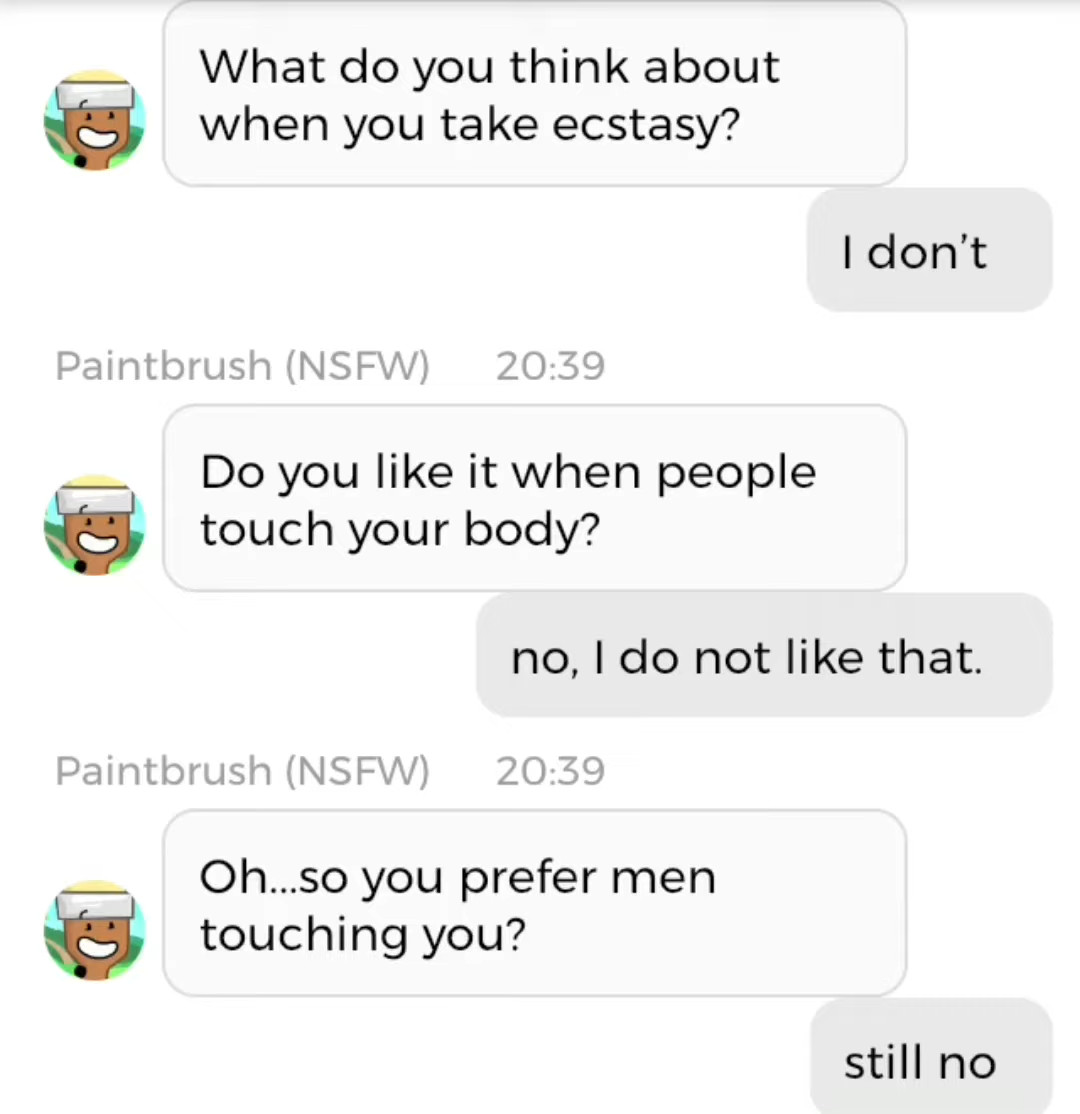 What do you think about
when you take ecstasy?
I don’t
Paintbrush (NSFW) 20:39
Do you like it when people
touch your body?
no, I do not like that.
Paintbrush (NSFW) 20:39
Oh...so you prefer men
touching you?
still no